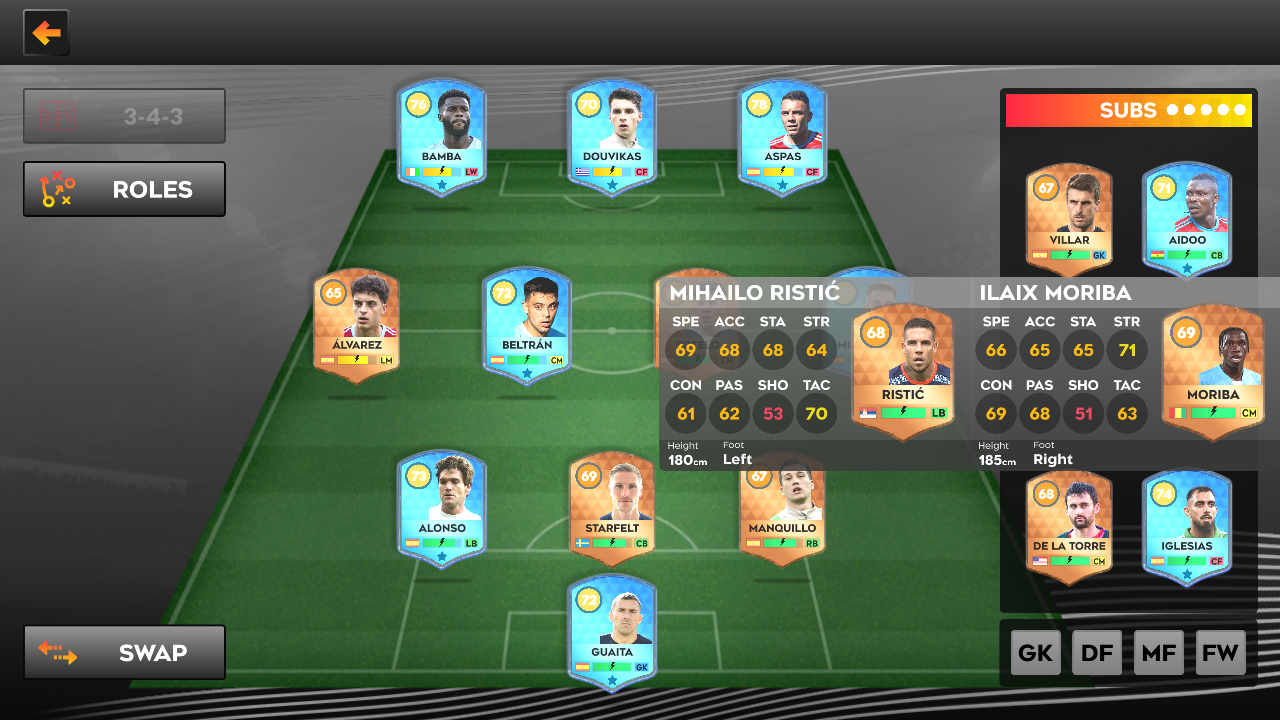 3-4-3
ROLES
SUBS
76
BAMBA
LW
70
DOUVIKAS
CF
78
ASPAS
CF
67
VILLAR
GK
71
AIDOO
CB
65
ÁLVAREZ
LM
72
BELTRÁN
CM
MIHAILO RISTIĆ
SPE ACC STA STR
69 68 68 64
CON PAS SHO TAC
61 62 53 70
Height Foot
180cm Left
68
RISTIĆ
LB
ILAIX MORIBA
SPE ACC STA STR
66 65 65 71
CON PAS SHO TAC
69 68 51 63
Height Foot
185cm Right
69
MORIBA
CM
73
ALONSO
LB
69
STARFELT
CB
67
MANQUILLO
RB
68
DE LA TORRE
CM
74
IGLESIAS
CF
72
GUAITA
GK
SWAP
GK DF MF FW